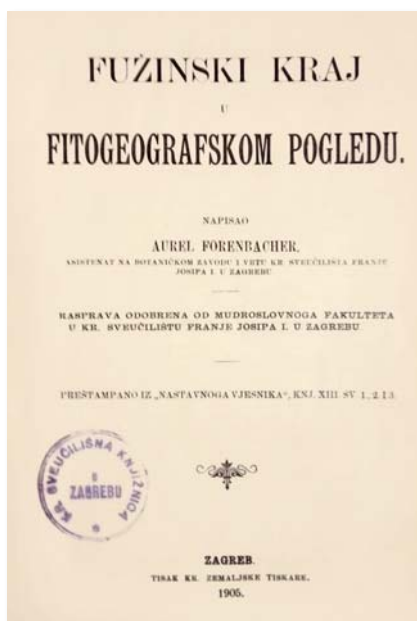 FUŽINSKI KRAJ
U
FITOGEOGRAFSKOM POGLEDU.
NAPISAO
AUREL FORENBACHER,
ASISTENAT NA BOTANIČKOM ZAVODU I VRTU KR. SVEUČILIŠTA FRANJE
JOSIPA I. U ZAGREBU
RASPRAVA ODOBRENA OD MUDROSLOVNOGA FAKULTETA
U KR. SVEUČILIŠTU FRANJE JOSIPA I. U ZAGREBU.
PREŠTAMPANO IZ „NASTAVNOGA VJESNIKA“, KNJ. XIII. SV. 1., 2. I 3.
KR. SVEUČILIŠNA KNJIŽNICA
U
ZAGREBU
ZAGREB.
TISAK KR. ZEMALJSKE TISKARE.
1905.